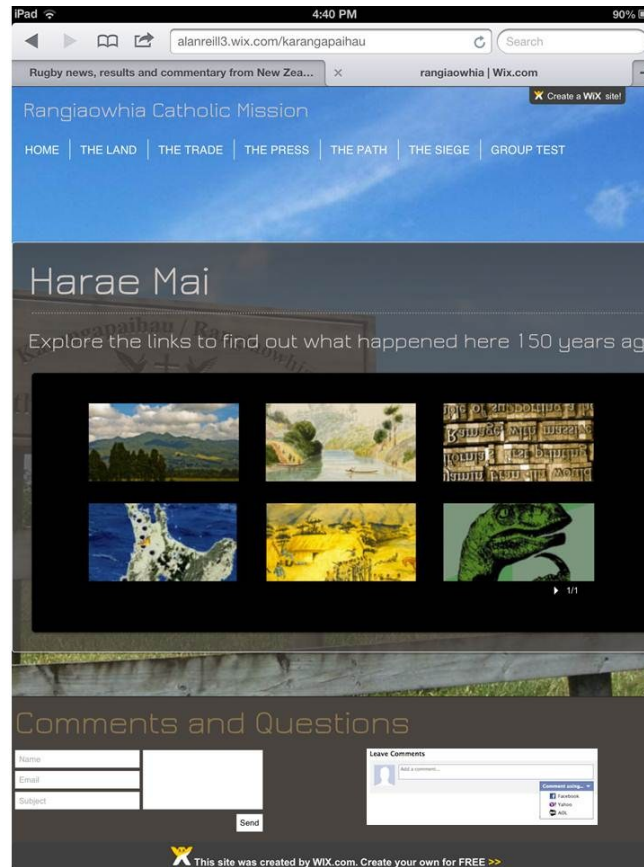 iPad 4:40 PM 90%
alanreill3.wix.com/karangapaihau Search
Rugby news, results and commentary from New Zea... rangiaowhia | Wix.com
Create a WiX site!
Rangiaowhia Catholic Mission
HOME THE LAND THE TRADE THE PRESS THE PATH THE SIEGE GROUP TEST
Harae Mai
Karangapaihau / Rangiaowhia
Explore the links to find out what happened here 150 years ag
1/1
Comments and Questions
Name
Email
Subject
Send
Leave Comments
Add a comment...
Comment using...
Facebook
Yahoo
AOL
This site was created by WIX.com. Create your own for FREE >>